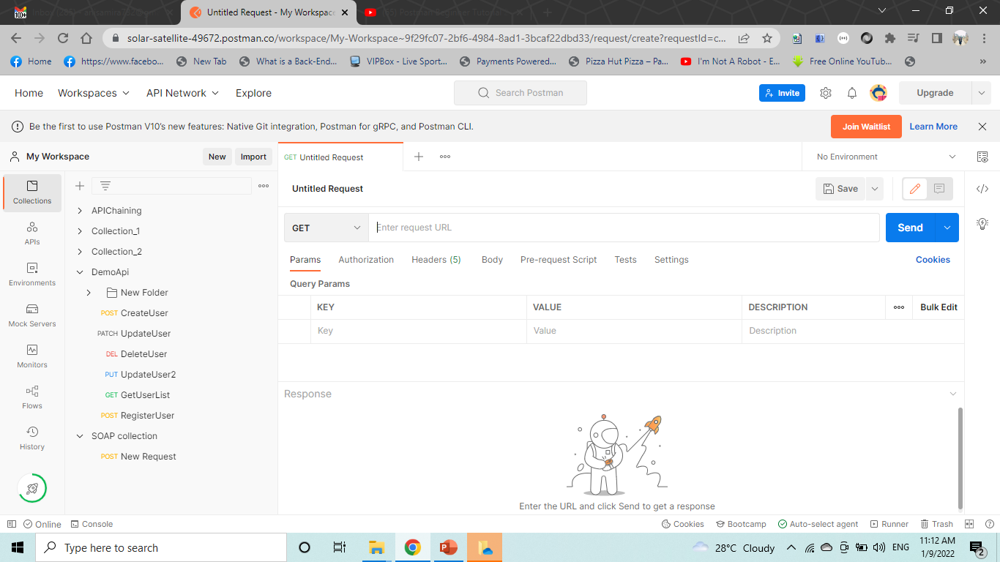 100+
Untitled Request - My Workspace
solar-satellite-49672.postman.co/workspace/My-Workspace~9f29fc07-2bf6-4984-8ad1-3bcaf22dbd33/request/create?requestId=c...
Home https://www.facebo... New Tab What is a Back-End... VIPBox - Live Sport... Payments Powered... Pizza Hut Pizza – Pa... I'm Not A Robot - E... Free Online YouTub... »
Home Workspaces API Network Explore Search Postman Invite Upgrade
Be the first to use Postman V10's new features: Native Git integration, Postman for gRPC, and Postman CLI. Join Waitlist Learn More
My Workspace New Import GET Untitled Request No Environment
Collections
Untitled Request Save
APIs
Environments
Mock Servers
Monitors
Flows
History
APIChaining
Collection_1
Collection_2
DemoApi
New Folder
POST CreateUser
PATCH UpdateUser
DEL DeleteUser
PUT UpdateUser2
GET GetUserList
POST RegisterUser
SOAP collection
POST New Request
GET Enter request URL Send
Params Authorization Headers (5) Body Pre-request Script Tests Settings Cookies
Query Params
KEY VALUE DESCRIPTION Bulk Edit
Key Value Description
Response
Enter the URL and click Send to get a response
Online Console Cookies Bootcamp Auto-select agent Runner Trash
Type here to search 28°C Cloudy ENG 11:12 AM
1/9/2022
2